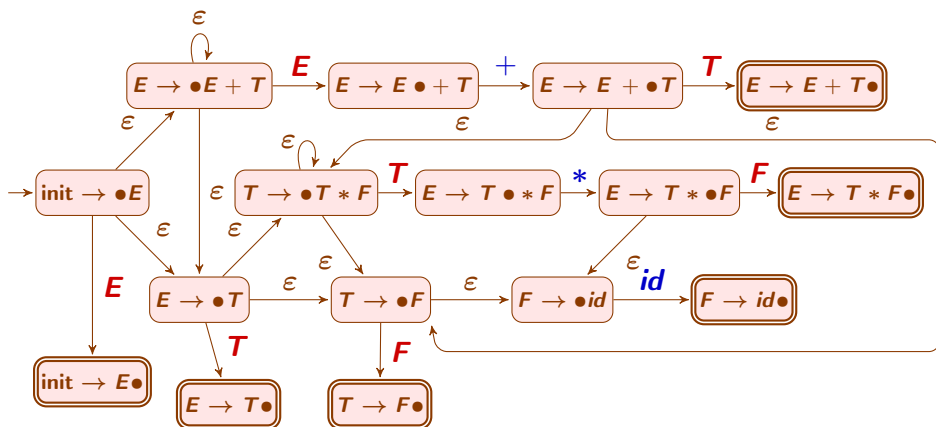 ε
E → ●E + T
E
E → E ● + T
+
E → E + ●T
T
E → E + T●
ε
ε
ε
ε
init → ●E
T → ●T * F
T
E → T ● * F
*
E → T * ●F
F
E → T * F●
ε
ε
ε
ε
ε
E
E → ●T
ε
T → ●F
ε
F → ●id
id
F → id●
T
F
init → E●
E → T●
T → F●